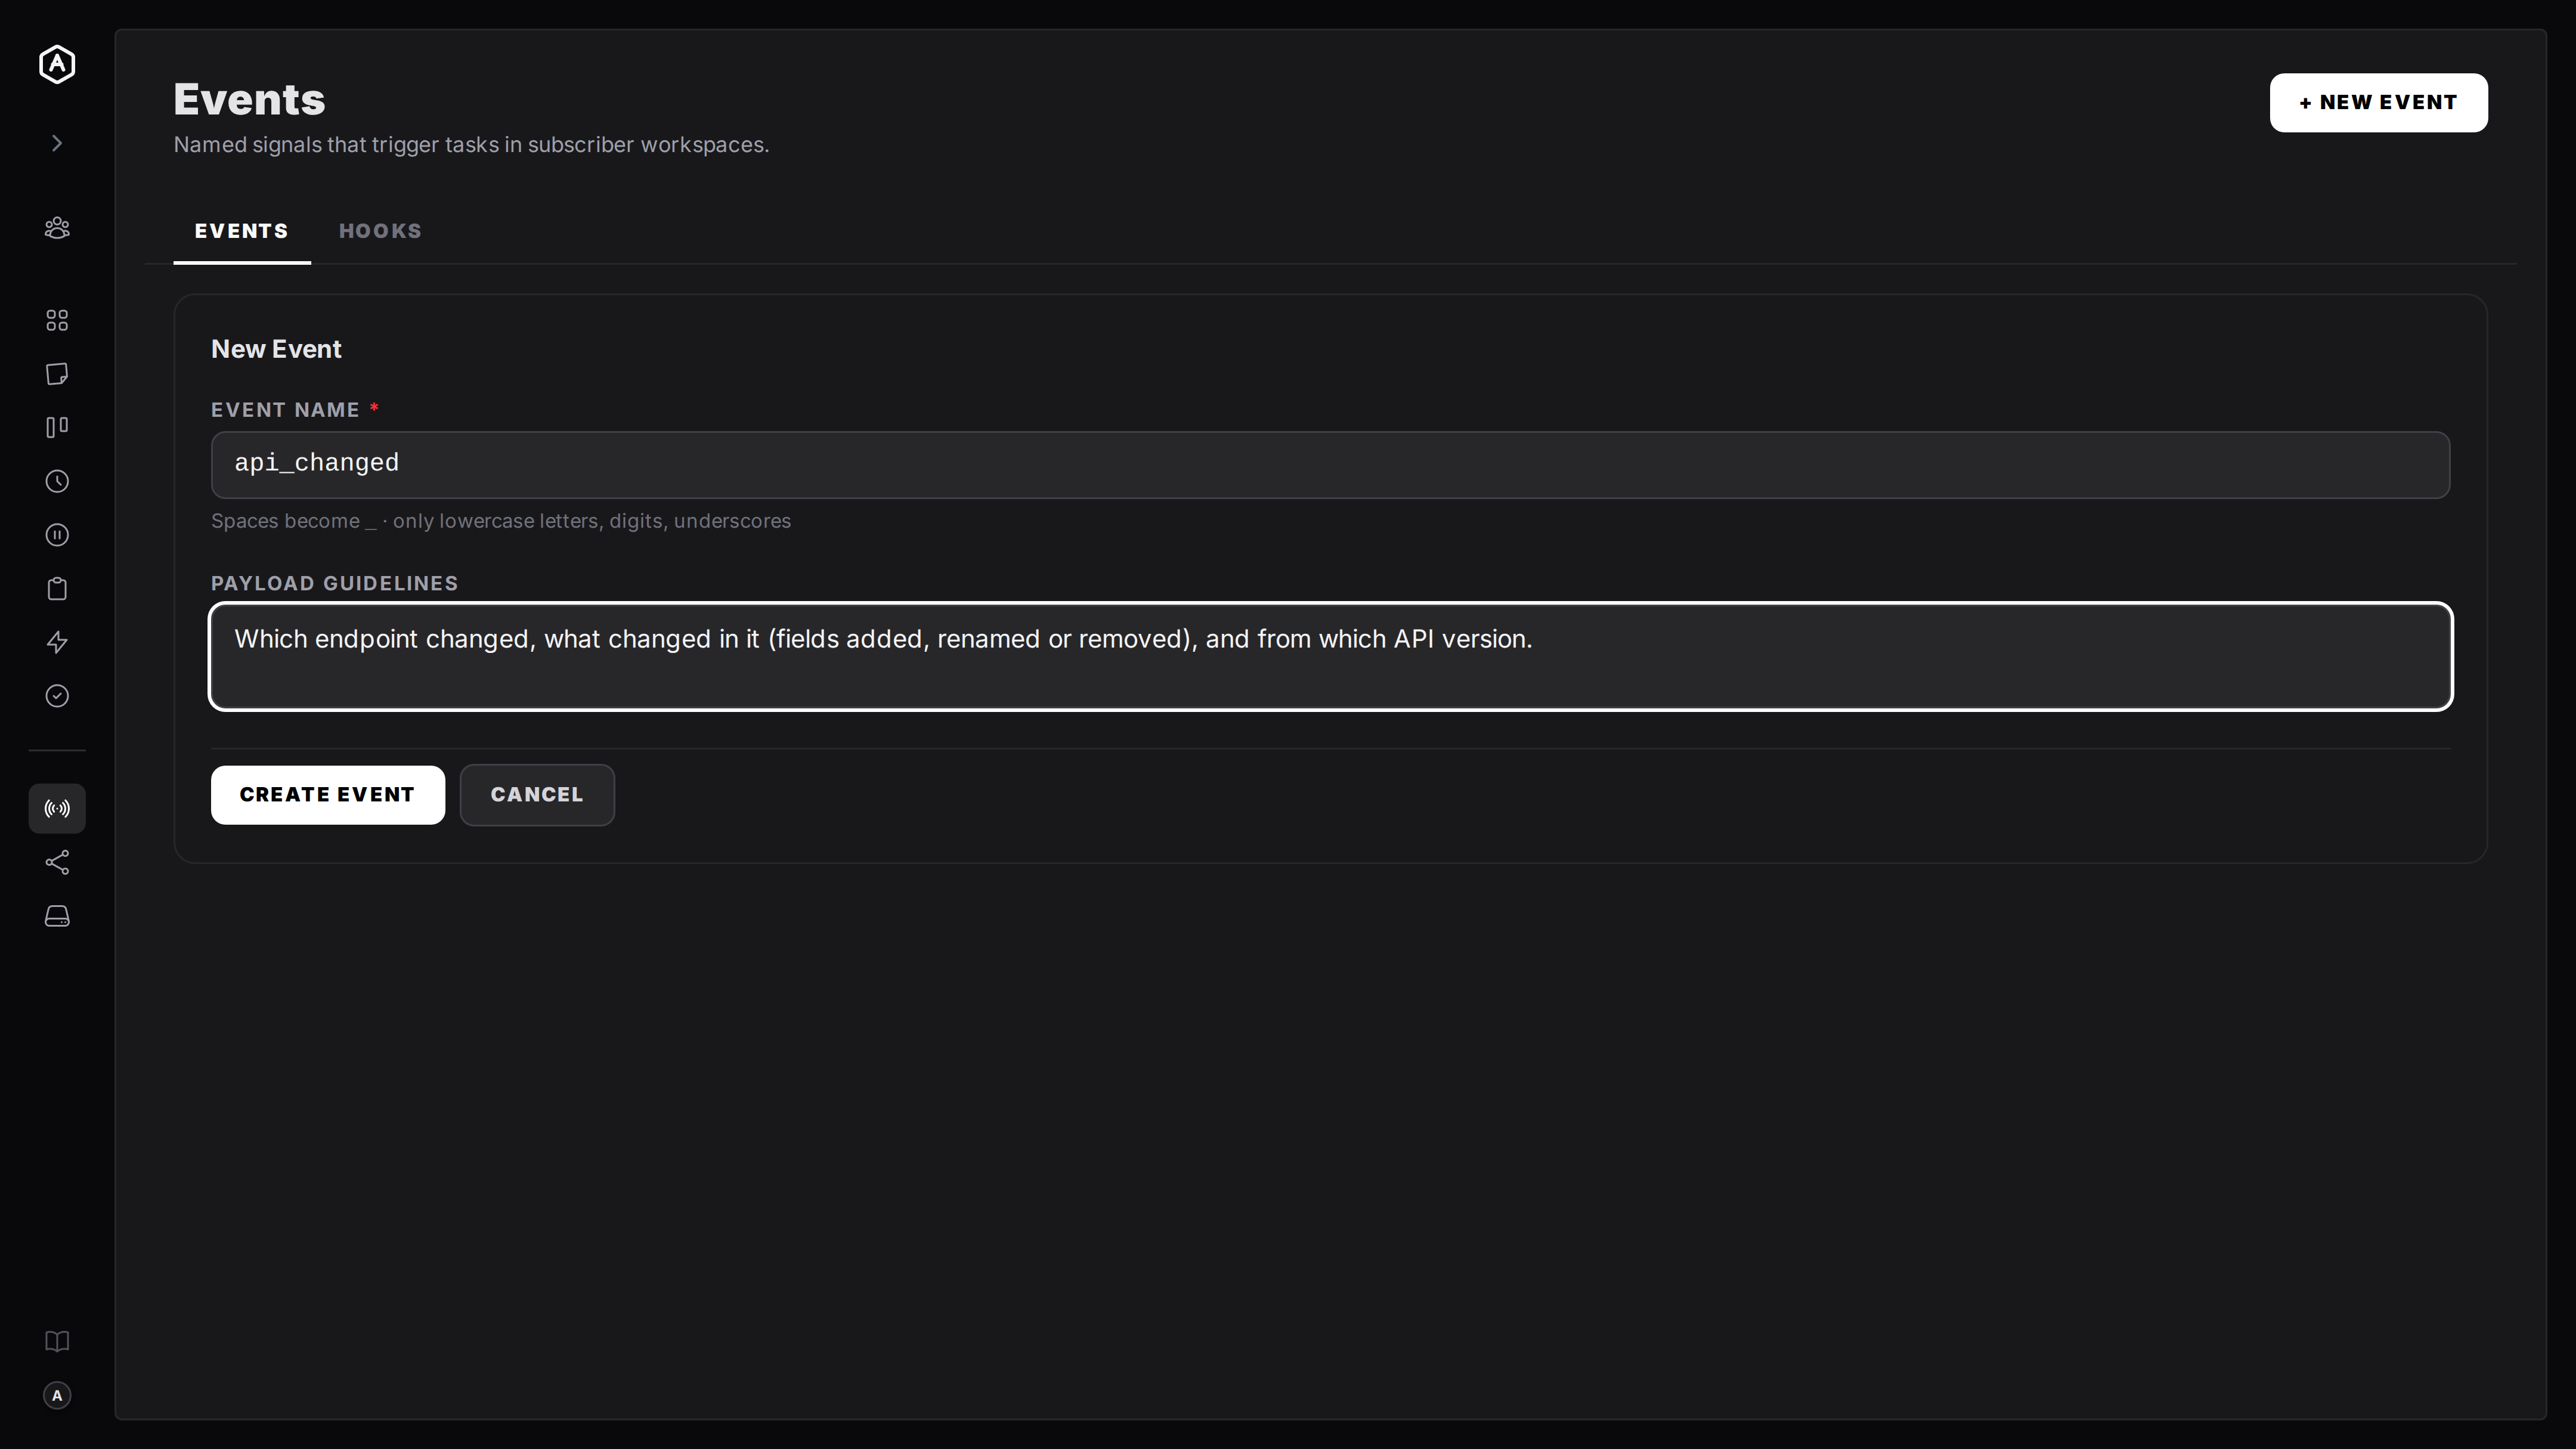 A
Events
+ NEW EVENT
Named signals that trigger tasks in subscriber workspaces.
EVENTS
HOOKS
New Event
EVENT NAME *
api_changed
Spaces become _ · only lowercase letters, digits, underscores
PAYLOAD GUIDELINES
Which endpoint changed, what changed in it (fields added, renamed or removed), and from which API version.
CREATE EVENT
CANCEL
A